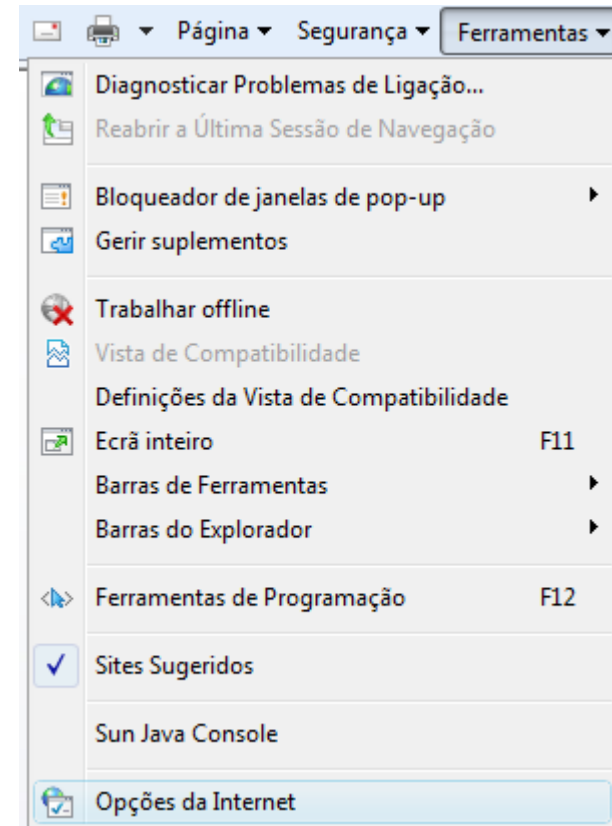 Página Segurança Ferramentas
Diagnosticar Problemas de Ligação...
Reabrir a Última Sessão de Navegação
Bloqueador de janelas de pop-up
Gerir suplementos
Trabalhar offline
Vista de Compatibilidade
Definições da Vista de Compatibilidade
Ecrã inteiro F11
Barras de Ferramentas
Barras do Explorador
Ferramentas de Programação F12
Sites Sugeridos
Sun Java Console
Opções da Internet